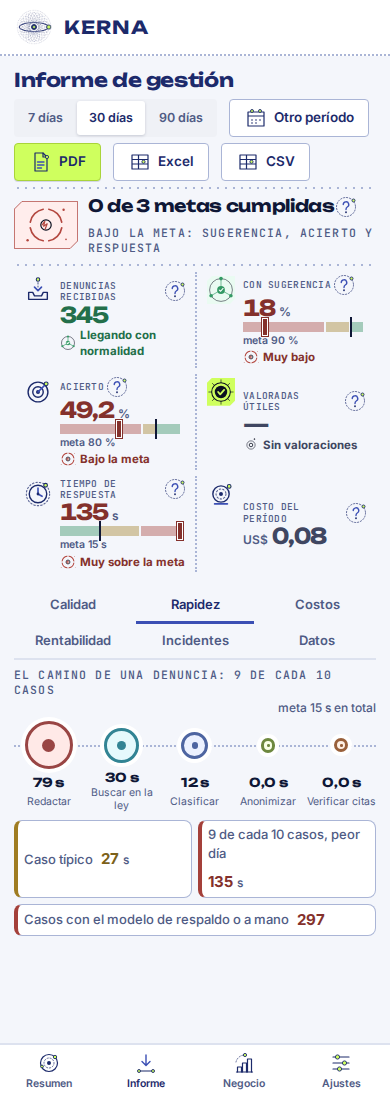 KERNA
Informe de gestión
7 días
30 días
90 días
Otro período
PDF
Excel
CSV
0 de 3 metas cumplidas ?
BAJO LA META: SUGERENCIA, ACIERTO Y
RESPUESTA
DENUNCIAS
RECIBIDAS
?
345
Llegando con
normalidad
CON SUGERENCIA ?
18 %
meta 90 %
Muy bajo
ACIERTO ?
49,2 %
meta 80 %
Bajo la meta
VALORADAS
ÚTILES
?
—
Sin valoraciones
TIEMPO DE
RESPUESTA
?
135 s
meta 15 s
Muy sobre la meta
COSTO DEL
PERÍODO
?
US$ 0,08
Calidad
Rapidez
Costos
Rentabilidad
Incidentes
Datos
EL CAMINO DE UNA DENUNCIA: 9 DE CADA 10
CASOS
meta 15 s en total
79 s
Redactar
30 s
Buscar en la
ley
12 s
Clasificar
0,0 s
Anonimizar
0,0 s
Verificar citas
Caso típico 27 s
9 de cada 10 casos, peor
día
135 s
Casos con el modelo de respaldo o a mano 297
Resumen
Informe
Negocio
Ajustes